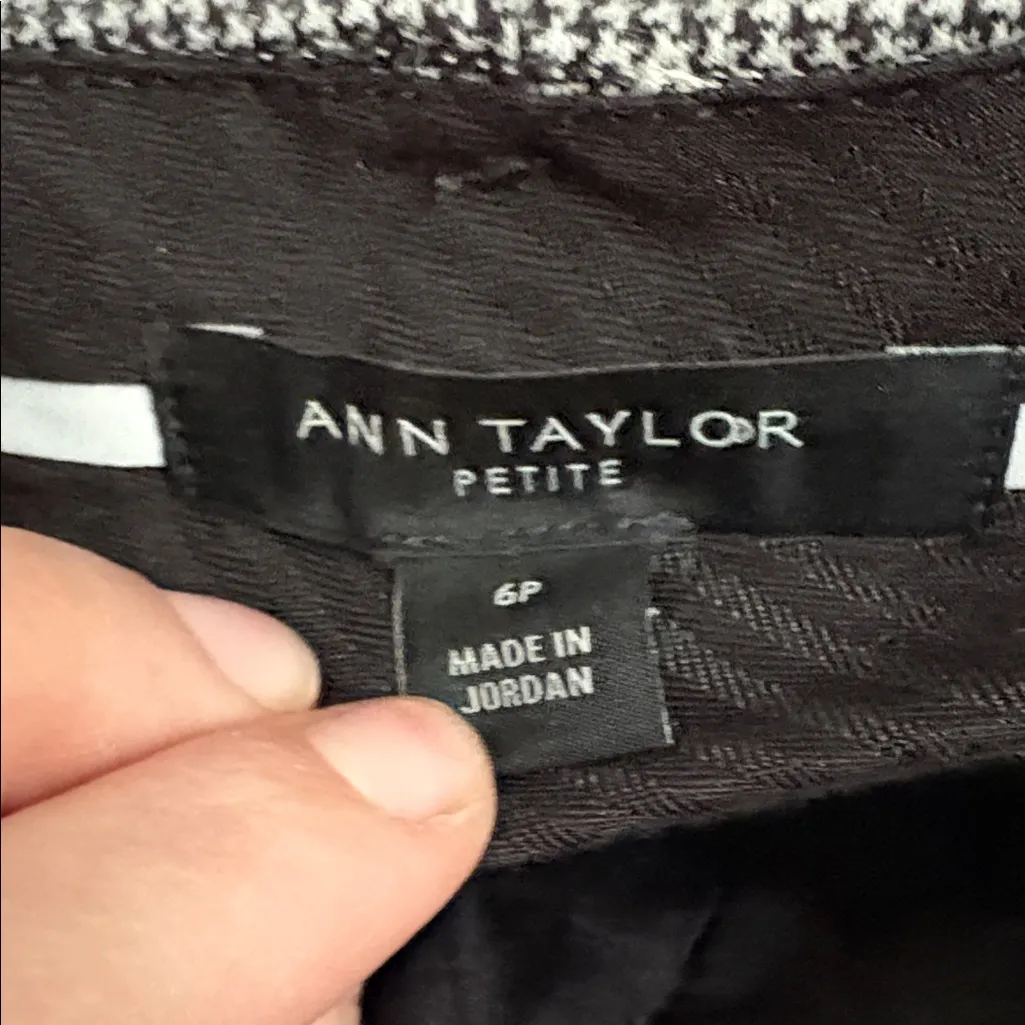 ANN TAYLOR
PETITE
6P
MADE IN
JORDAN